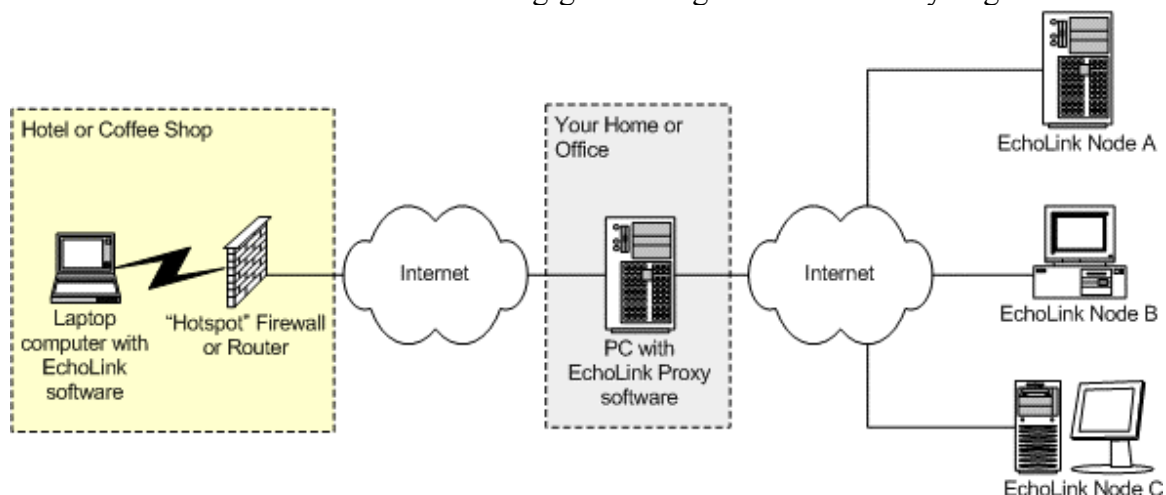 Hotel or Coffee Shop
Laptop
computer with
EchoLink
software
“Hotspot” Firewall
or Router
Internet
Your Home or
Office
PC with
EchoLink Proxy
software
Internet
EchoLink Node A
EchoLink Node B
EchoLink Node C